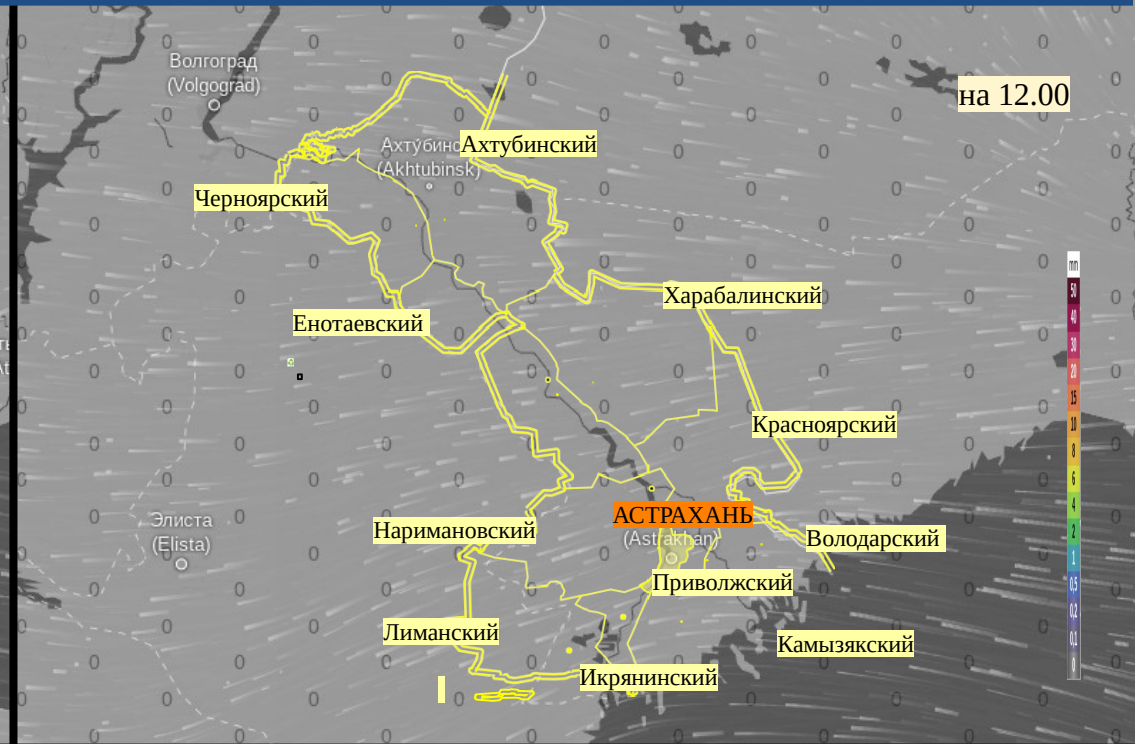 Волгоград
(Volgograd)
на 12.00
Ахтубинский
(Akhtubinsk)
Черноярский
mm
50
40
30
20
15
10
8
6
4
2
1
0,5
0,2
0,1
0
Харабалинский
Енотаевский
Красноярский
АСТРАХАНЬ
(Astrakhan)
Элиста
(Elista)
Наримановский
Володарский
Приволжский
Лиманский
Камызякский
Икрянинский